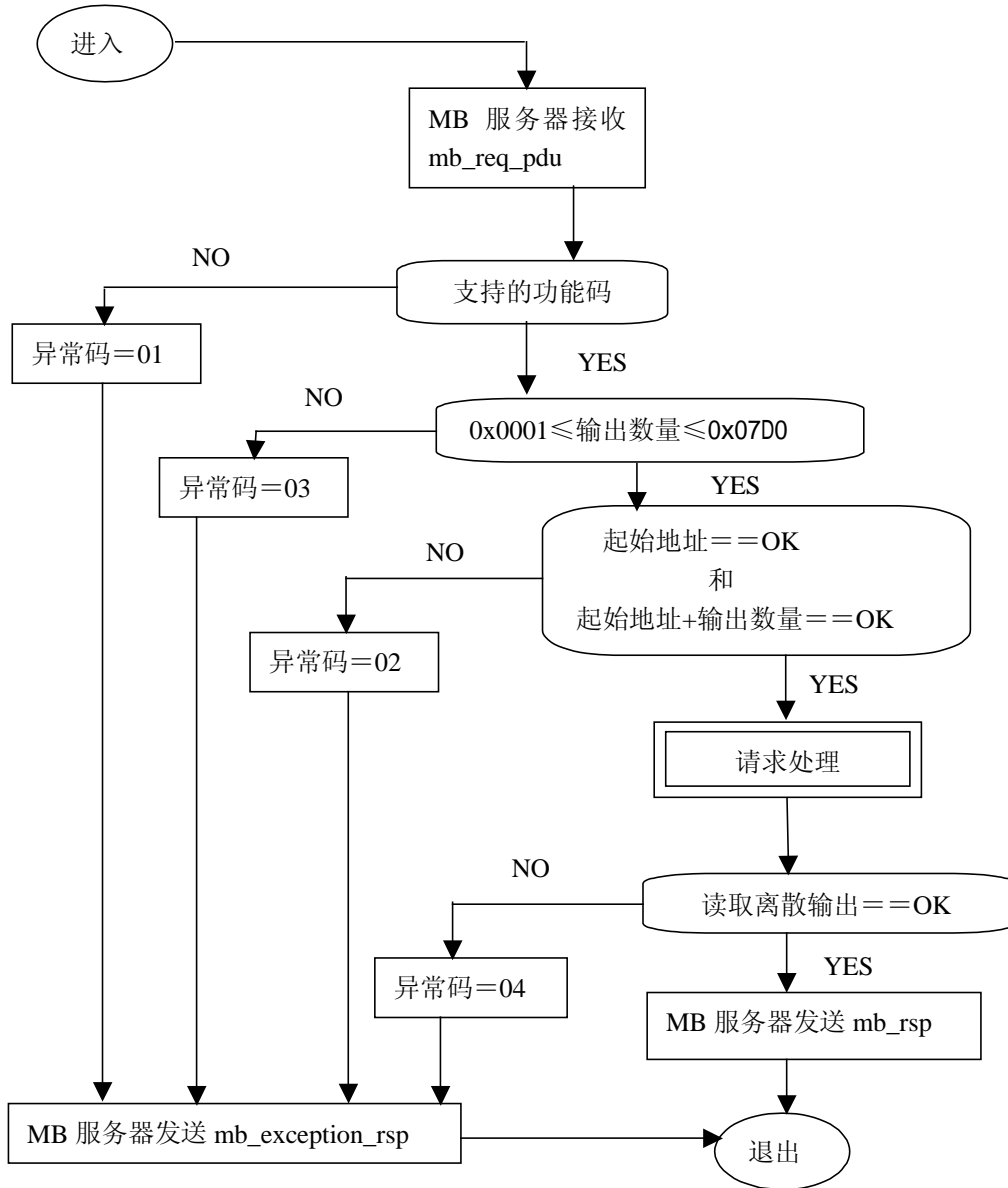 进入
MB 服务器接收
mb_req_pdu
NO
支持的功能码
异常码＝01
YES
NO
0x0001≤输出数量≤0x07D0
异常码＝03
YES
起始地址＝＝OK
NO
和
起始地址+输出数量＝＝OK
异常码＝02
YES
请求处理
NO
读取离散输出＝＝OK
YES
异常码＝04
MB 服务器发送 mb_rsp
MB 服务器发送 mb_exception_rsp
退出